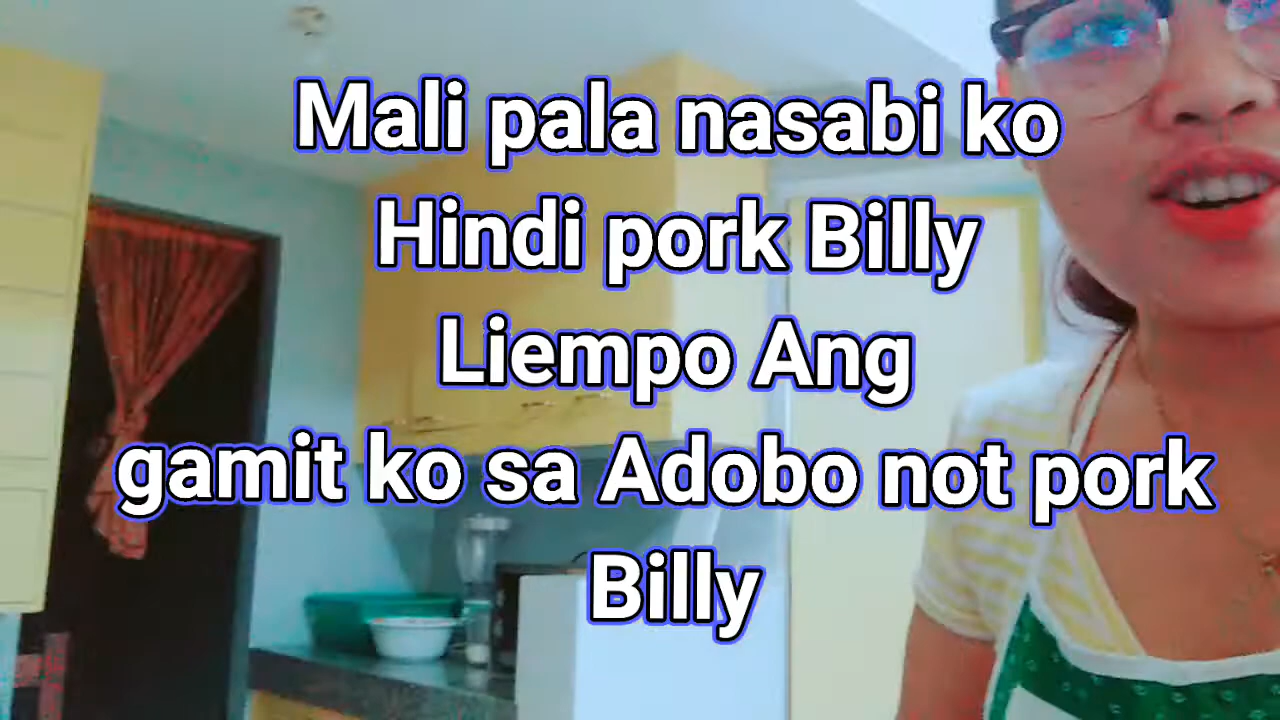 Mali pala nasabi ko
Hindi pork Billy
Liempo Ang
gamit ko sa Adobo not pork
Billy